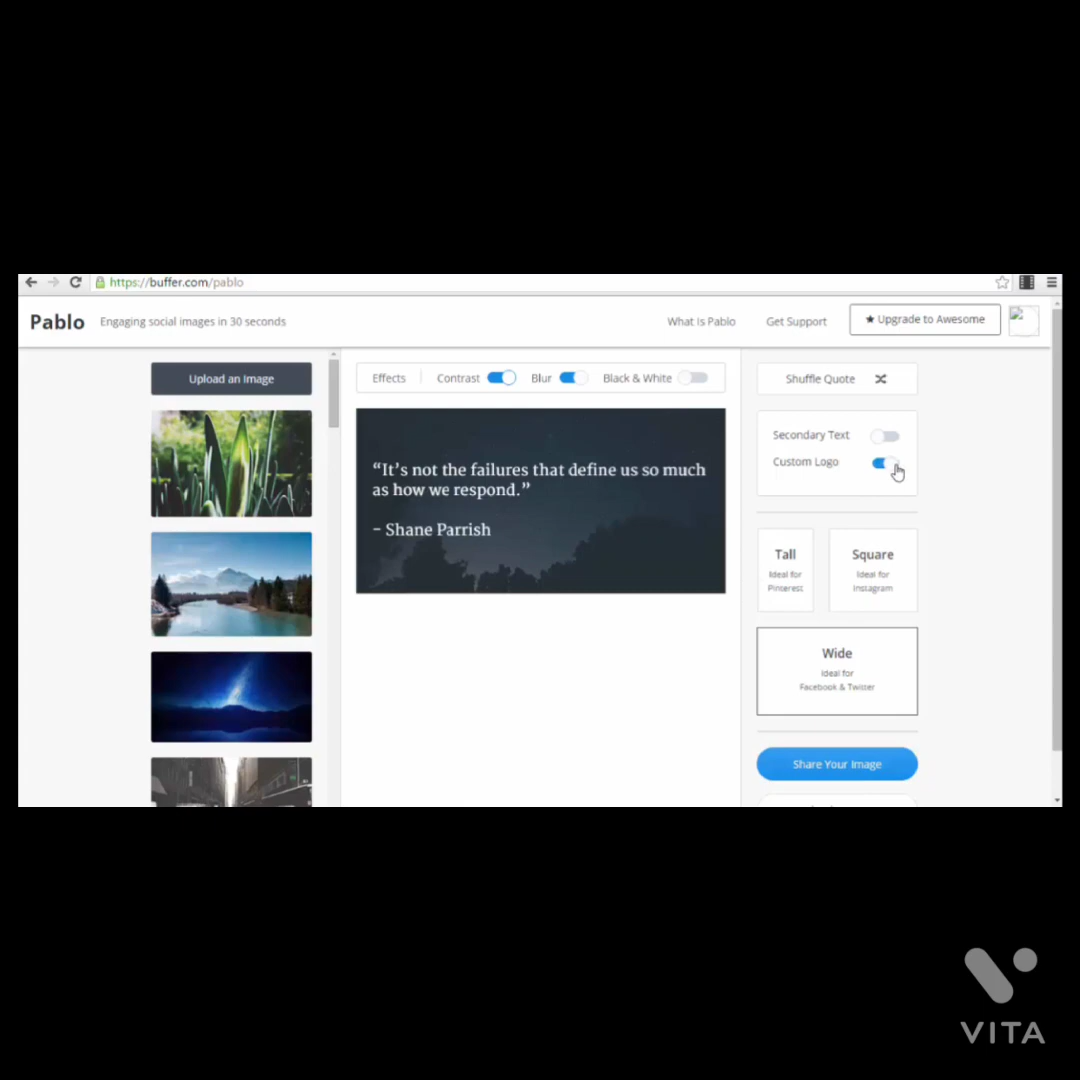 https://buffer.com/pablo
Pablo
Engaging social images in 30 seconds
What Is Pablo
Get Support
★ Upgrade to Awesome
Upload an Image
Effects
Contrast
Blur
Black & White
“It’s not the failures that define us so much
as how we respond.”
– Shane Parrish
Shuffle Quote
Secondary Text
Custom Logo
Tall
Ideal for
Pinterest
Square
Ideal for
Instagram
Wide
Ideal for
Facebook & Twitter
Share Your Image
VITA